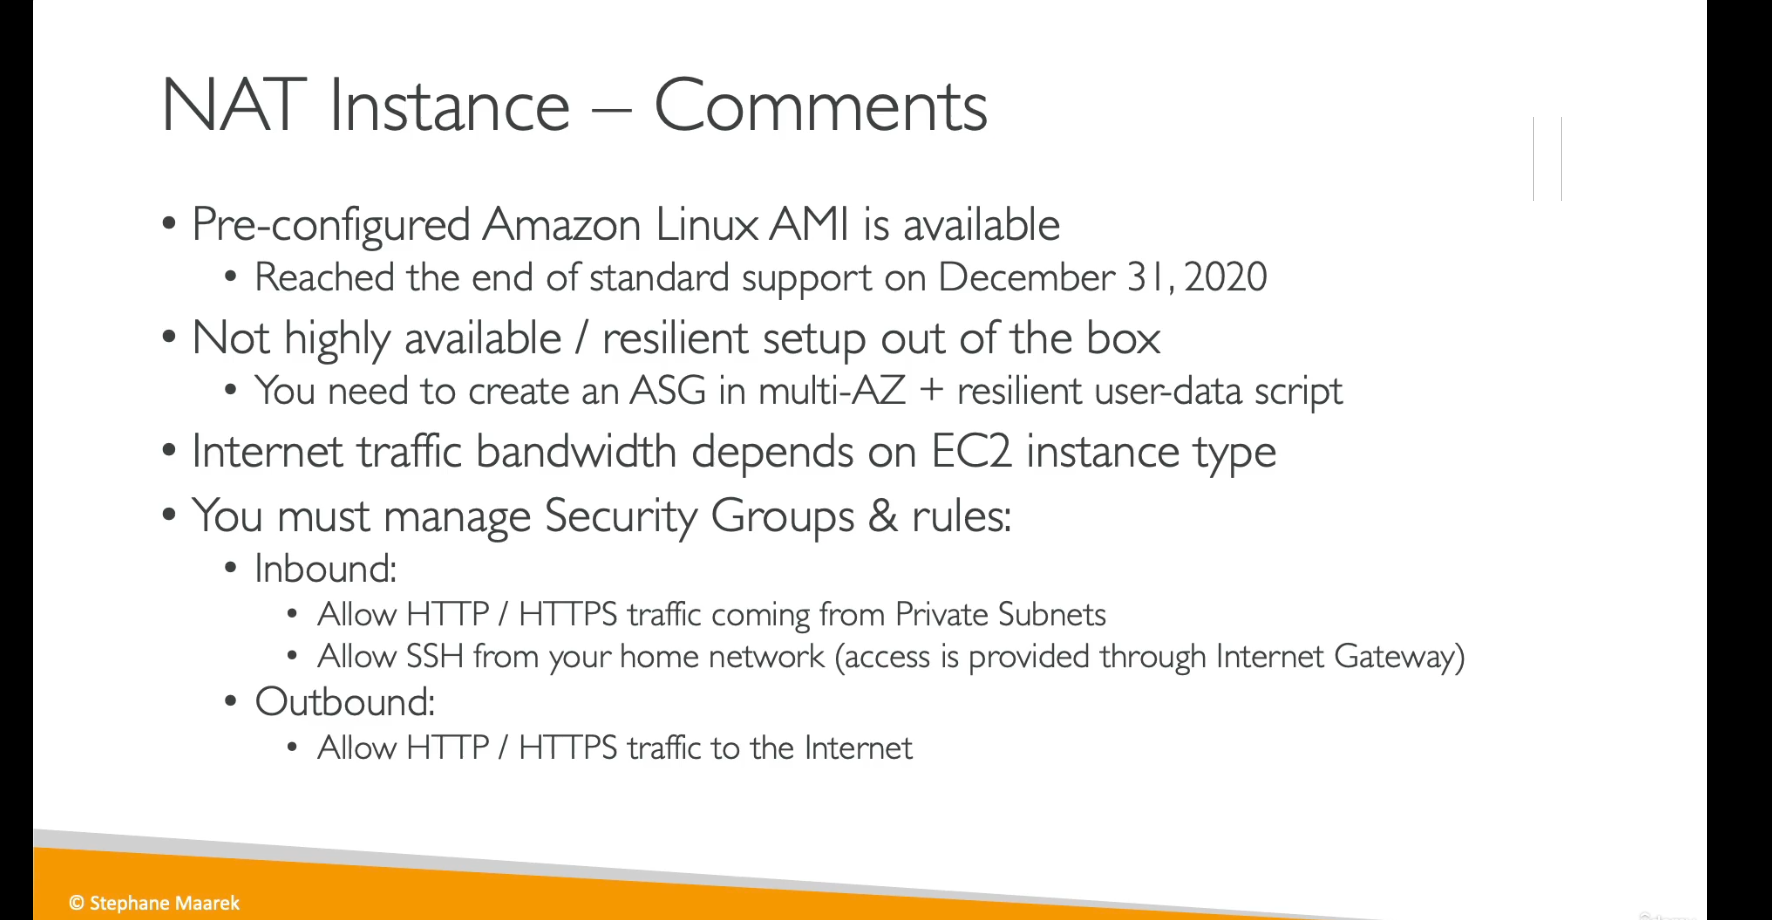 NAT Instance – Comments
• Pre-configured Amazon Linux AMI is available
• Reached the end of standard support on December 31, 2020
• Not highly available / resilient setup out of the box
• You need to create an ASG in multi-AZ + resilient user-data script
• Internet traffic bandwidth depends on EC2 instance type
• You must manage Security Groups & rules:
• Inbound:
• Allow HTTP / HTTPS traffic coming from Private Subnets
• Allow SSH from your home network (access is provided through Internet Gateway)
• Outbound:
• Allow HTTP / HTTPS traffic to the Internet
© Stephane Maarek